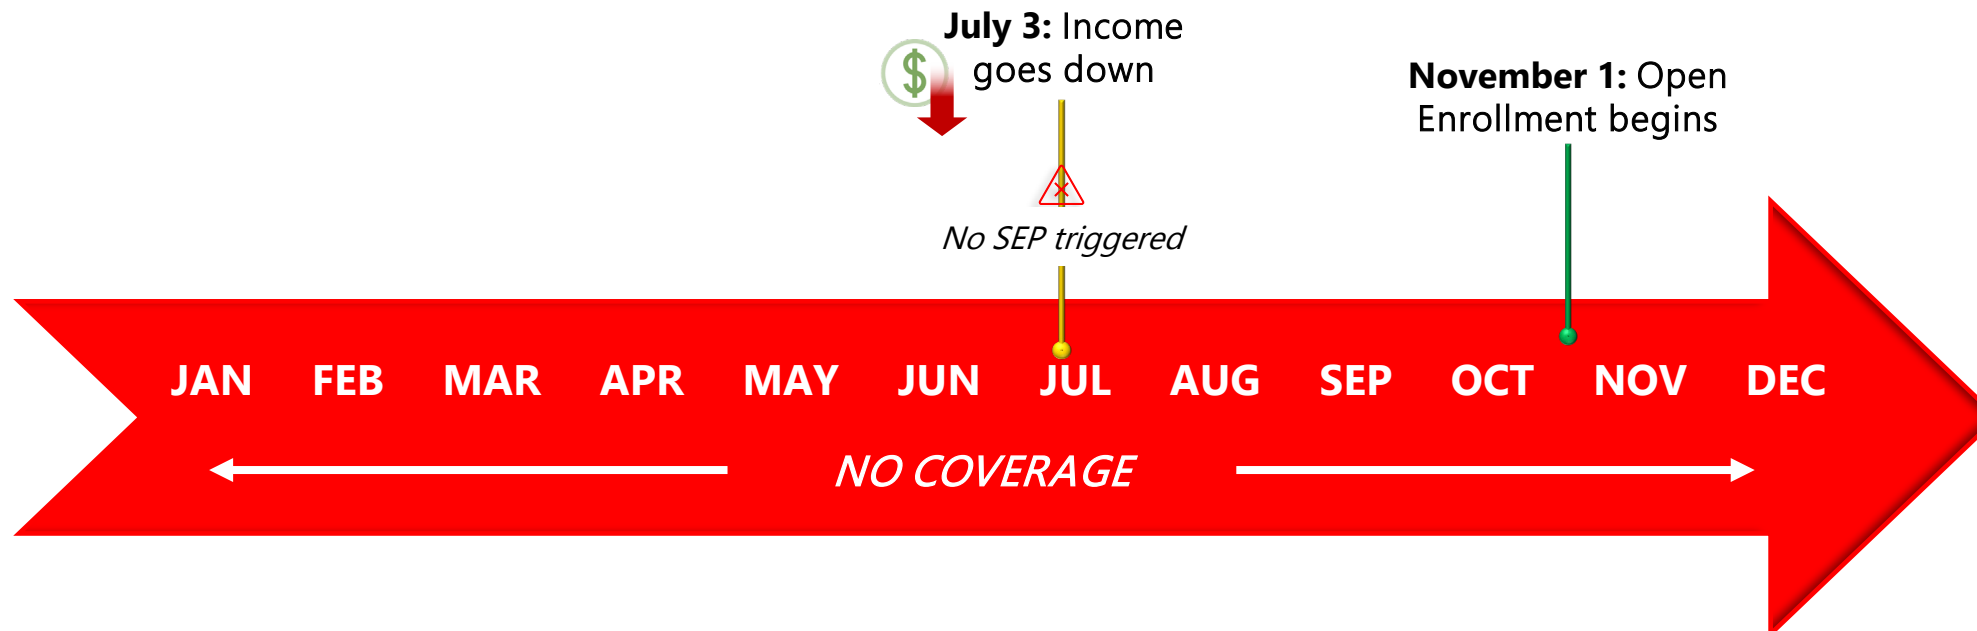 July 3: Income
goes down
$
November 1: Open
Enrollment begins
No SEP triggered
JAN FEB MAR APR MAY JUN JUL AUG SEP OCT NOV DEC
NO COVERAGE